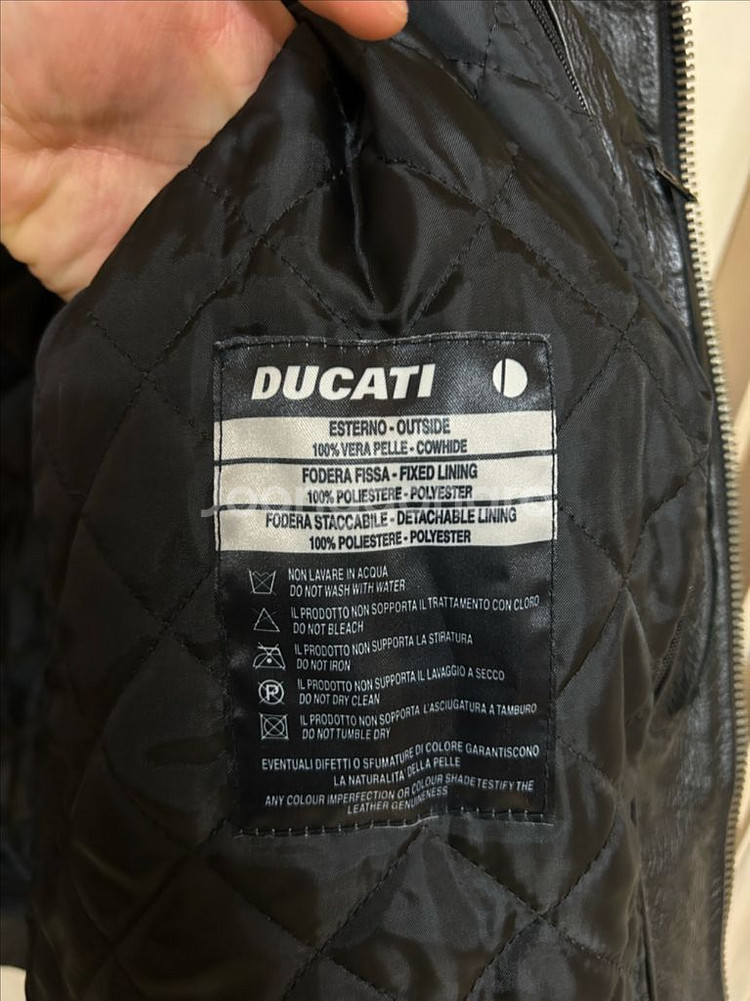 DUCATI
ESTERNO - OUTSIDE
100% VERA PELLE - COWHIDE
FODERA FISSA - FIXED LINING
100% POLIESTERE - POLYESTER
FODERA STACCABILE - DETACHABLE LINING
100% POLIESTERE - POLYESTER
NON LAVARE IN ACQUA
DO NOT WASH WITH WATER
IL PRODOTTO NON SUPPORTA IL TRATTAMENTO CON CLORO
DO NOT BLEACH
IL PRODOTTO NON SUPPORTA LA STIRATURA
DO NOT IRON
P
IL PRODOTTO NON SUPPORTA IL LAVAGGIO A SECCO
DO NOT DRY CLEAN
IL PRODOTTO NON SOPPORTA L'ASCIUGATURA A TAMBURO
DO NOT TUMBLE DRY
EVENTUALI DIFETTI O SFUMATURE DI COLORE GARANTISCONO
LA NATURALITA' DELLA PELLE
ANY COLOUR IMPERFECTION OR COLOUR SHADE TESTIFY THE
LEATHER GENUINENESS